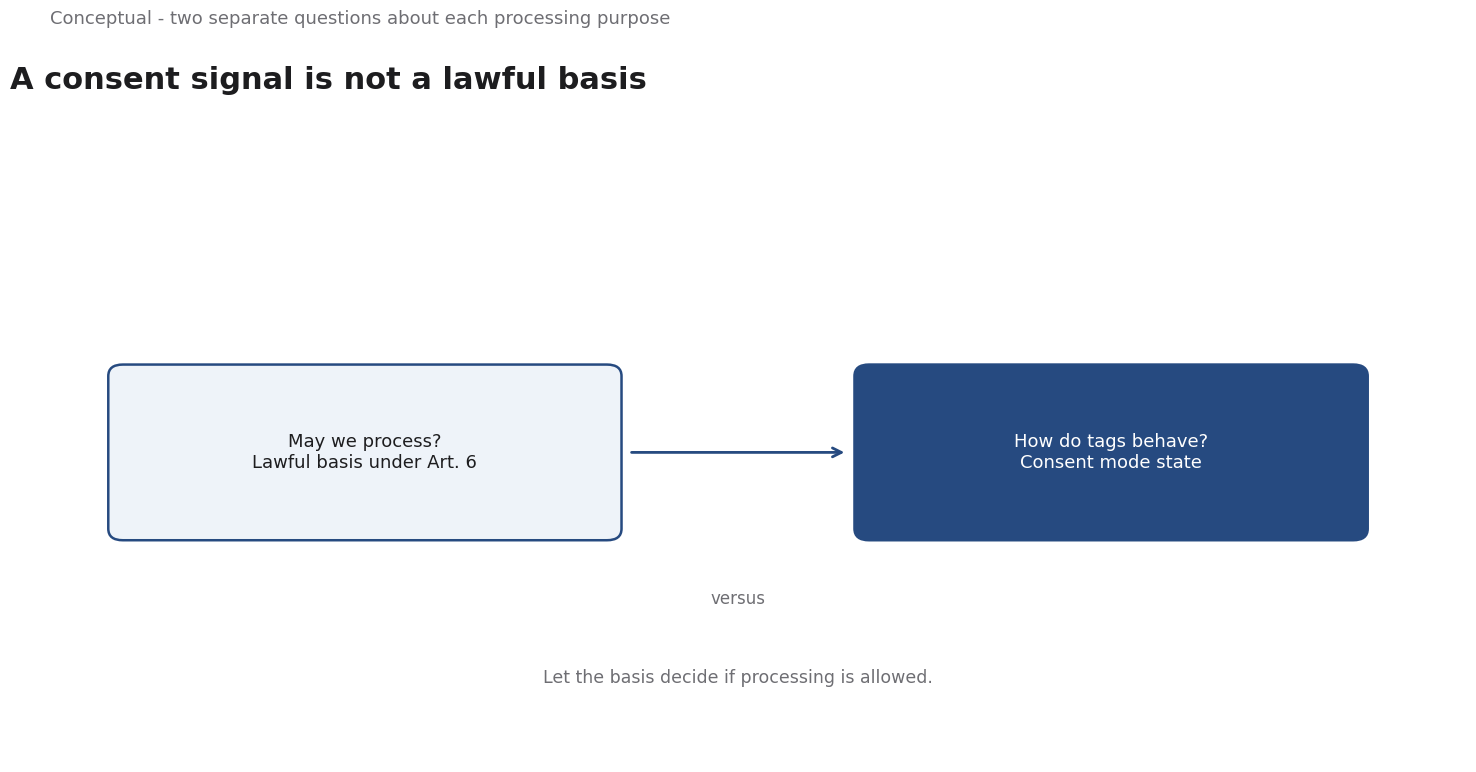 Conceptual - two separate questions about each processing purpose
A consent signal is not a lawful basis
May we process?
Lawful basis under Art. 6
How do tags behave?
Consent mode state
versus
Let the basis decide if processing is allowed.